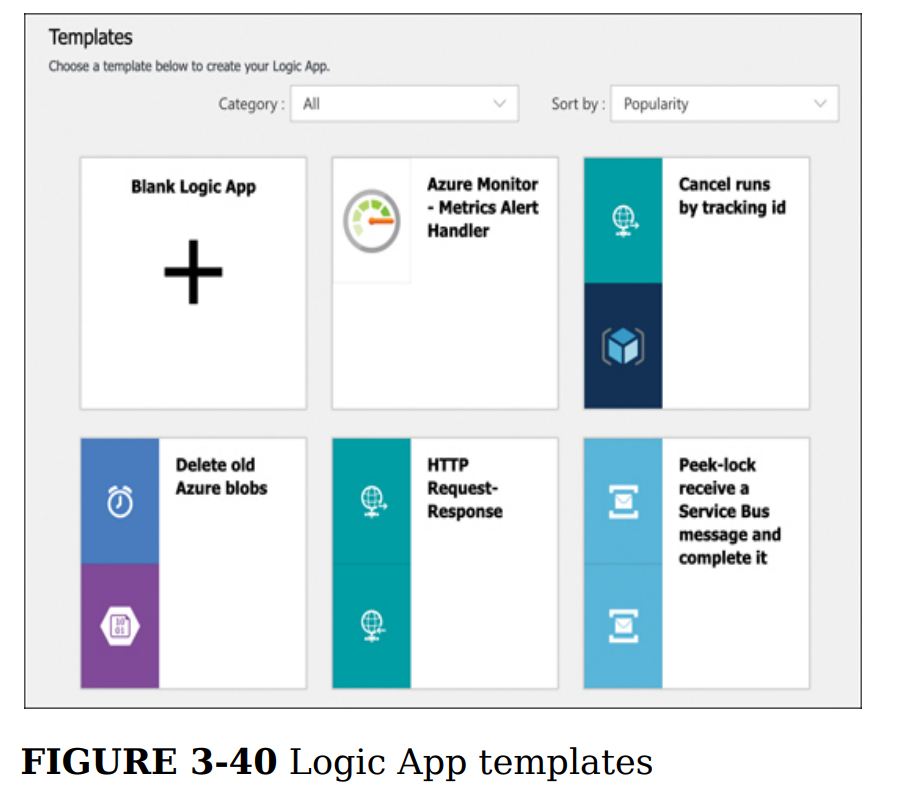 Templates
Choose a template below to create your Logic App.
Category : All
Sort by : Popularity
Blank Logic App
Azure Monitor
- Metrics Alert
Handler
Cancel runs
by tracking id
Delete old
Azure blobs
HTTP
Request-
Response
Peek-lock
receive a
Service Bus
message and
complete it
10
01
FIGURE 3-40 Logic App templates